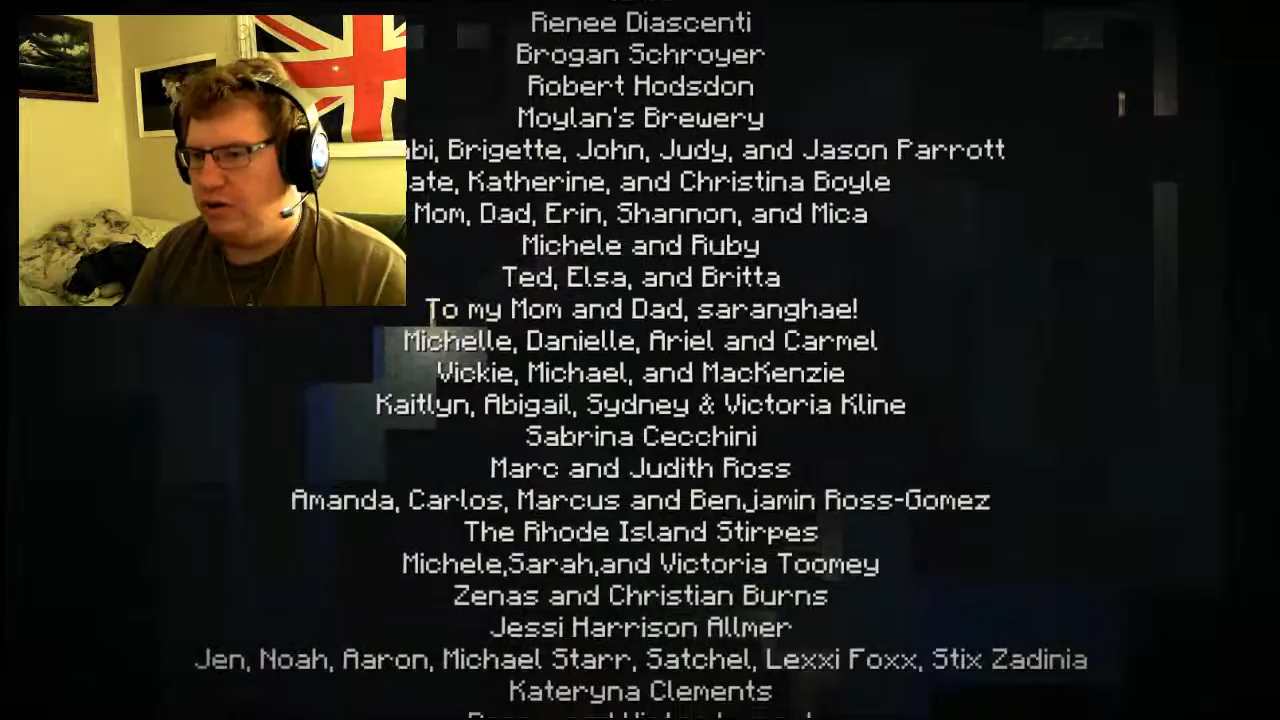 Renee Diascenti
Brogan Schroyer
Robert Hodsdon
Moylan's Brewery
Brigette, John, Judy, and Jason Parrott
Katherine, and Christina Boyle
Mom, Dad, Erin, Shannon, and Mica
Michele and Ruby
Ted, Elsa, and Britta
To my Mom and Dad, saranghae!
Michelle, Danielle, Ariel and Carmel
Vickie, Michael, and MacKenzie
Kaitlyn, Abigail, Sydney & Victoria Kline
Sabrina Cecchini
Marc and Judith Ross
Amanda, Carlos, Marcus and Benjamin Ross-Gomez
The Rhode Island Stirpes
Michele,Sarah,and Victoria Toomey
Zenas and Christian Burns
Jessi Harrison Allmer
Jen, Noah, Aaron, Michael Starr, Satchel, Lexxi Foxx, Stix Zadinia
Kateryna Clements